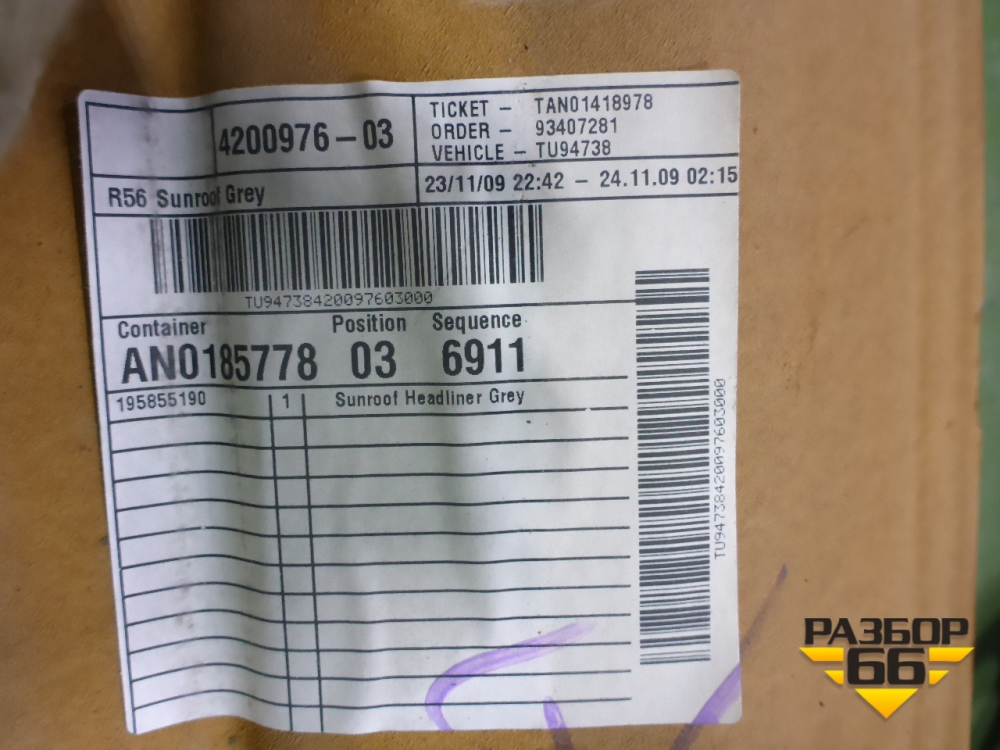 4200976-03
TICKET - TAN01418978
ORDER - 93407281
VEHICLE - TU94738
R56 Sunroof Grey
23/11/09 22:42 - 24.11.09 02:15
TU94738420097603000
Container Position Sequence
AN0185778 03 6911
195855190 1 Sunroof Headliner Grey
TU94738420097603000
РАЗБОР
66